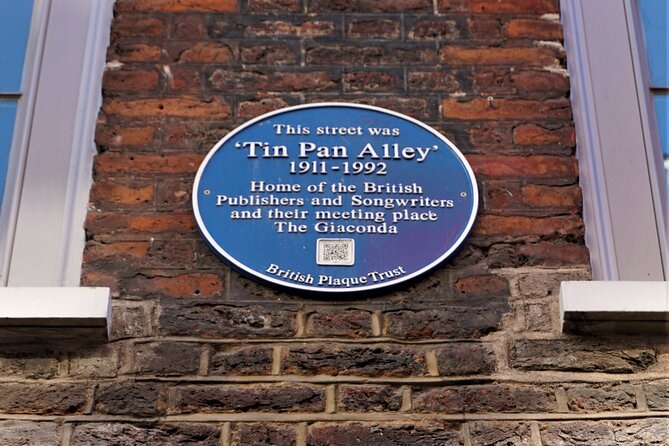 This street was
'Tin Pan Alley'
1911-1992
Home of the British
Publishers and Songwriters
and their meeting place
The Giaconda
British Plaque Trust